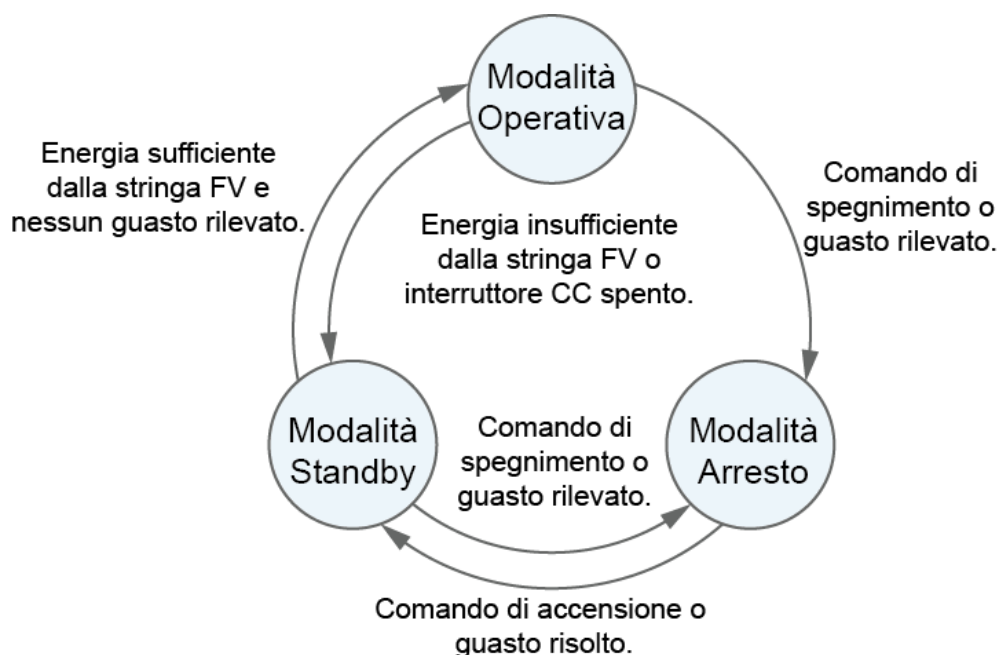 Modalità
Operativa
Energia sufficiente
dalla stringa FV e
nessun guasto rilevato.
Energia insufficiente
dalla stringa FV o
interruttore CC spento.
Comando di
spegnimento o
guasto rilevato.
Modalità
Standby
Comando di
spegnimento o
guasto rilevato.
Modalità
Arresto
Comando di accensione o
guasto risolto.